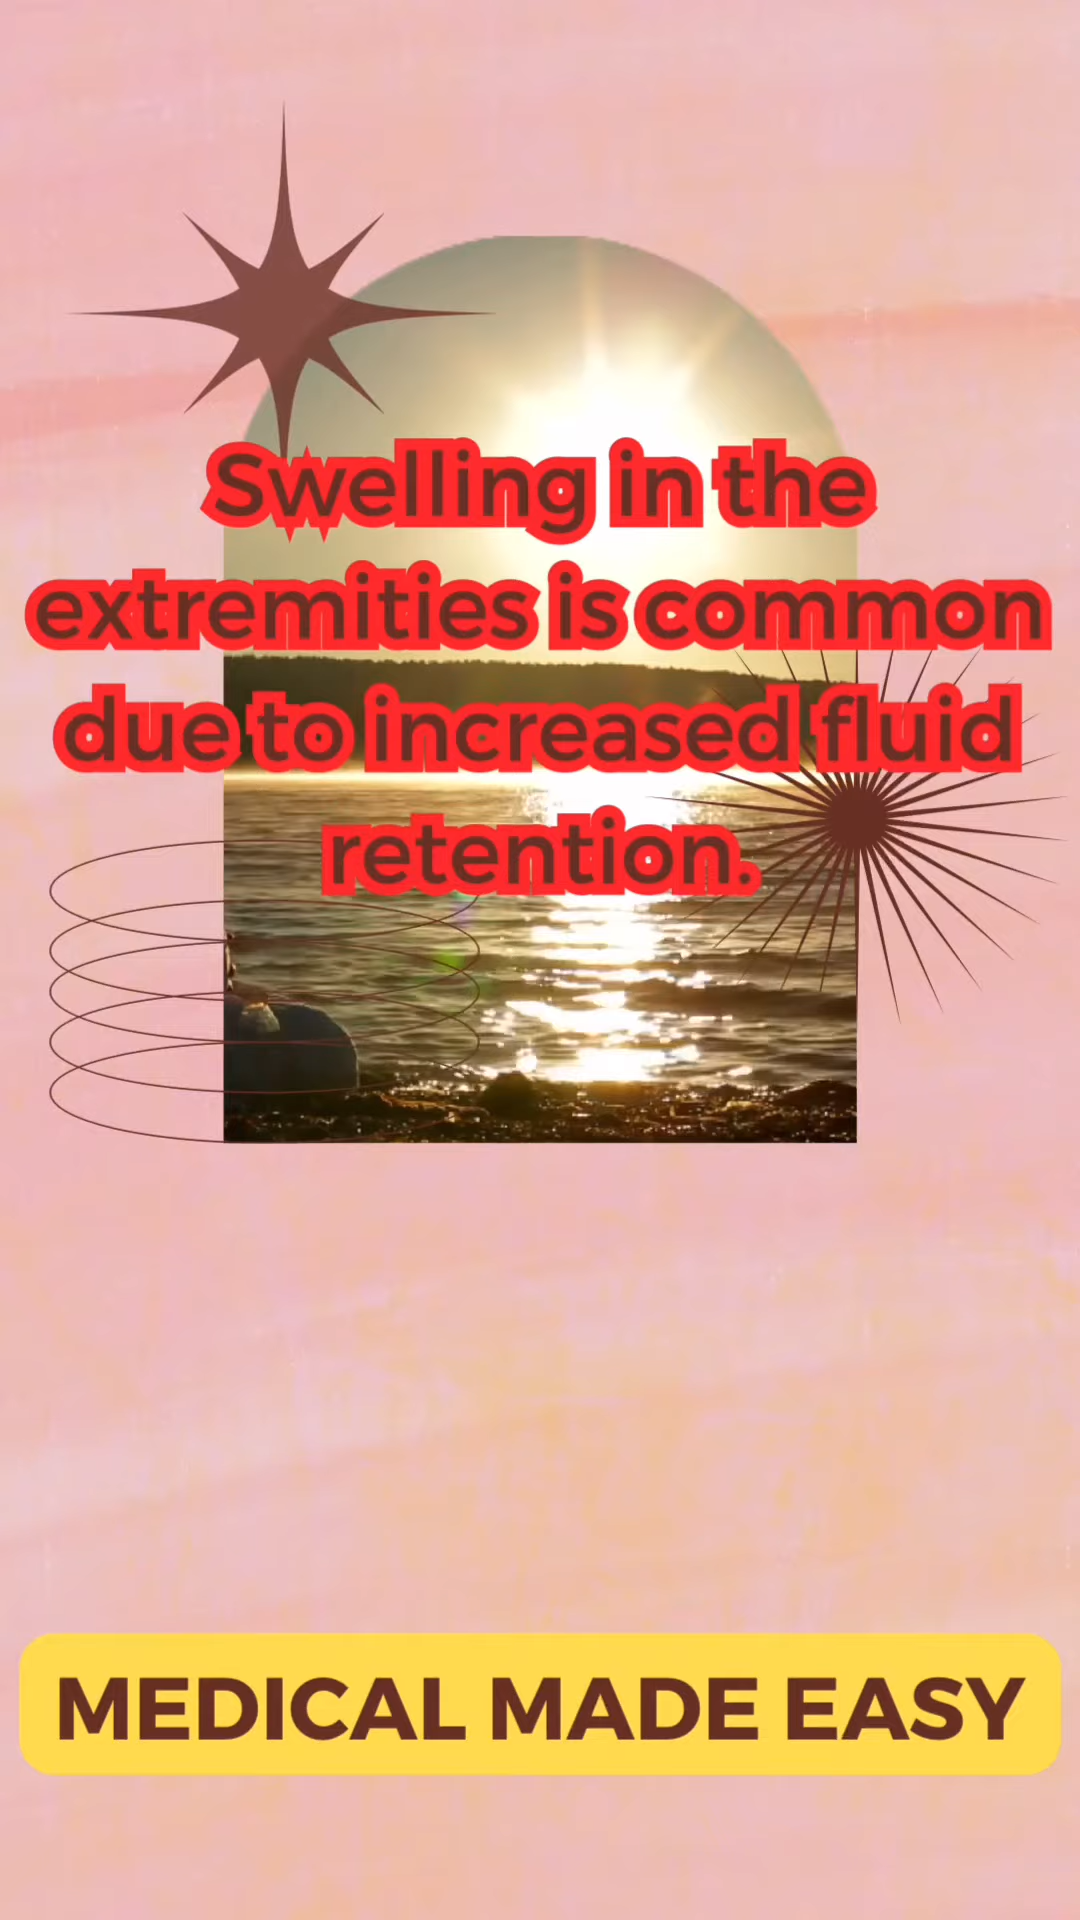 Swelling in the
extremities is common
due to increased fluid
retention.
MEDICAL MADE EASY